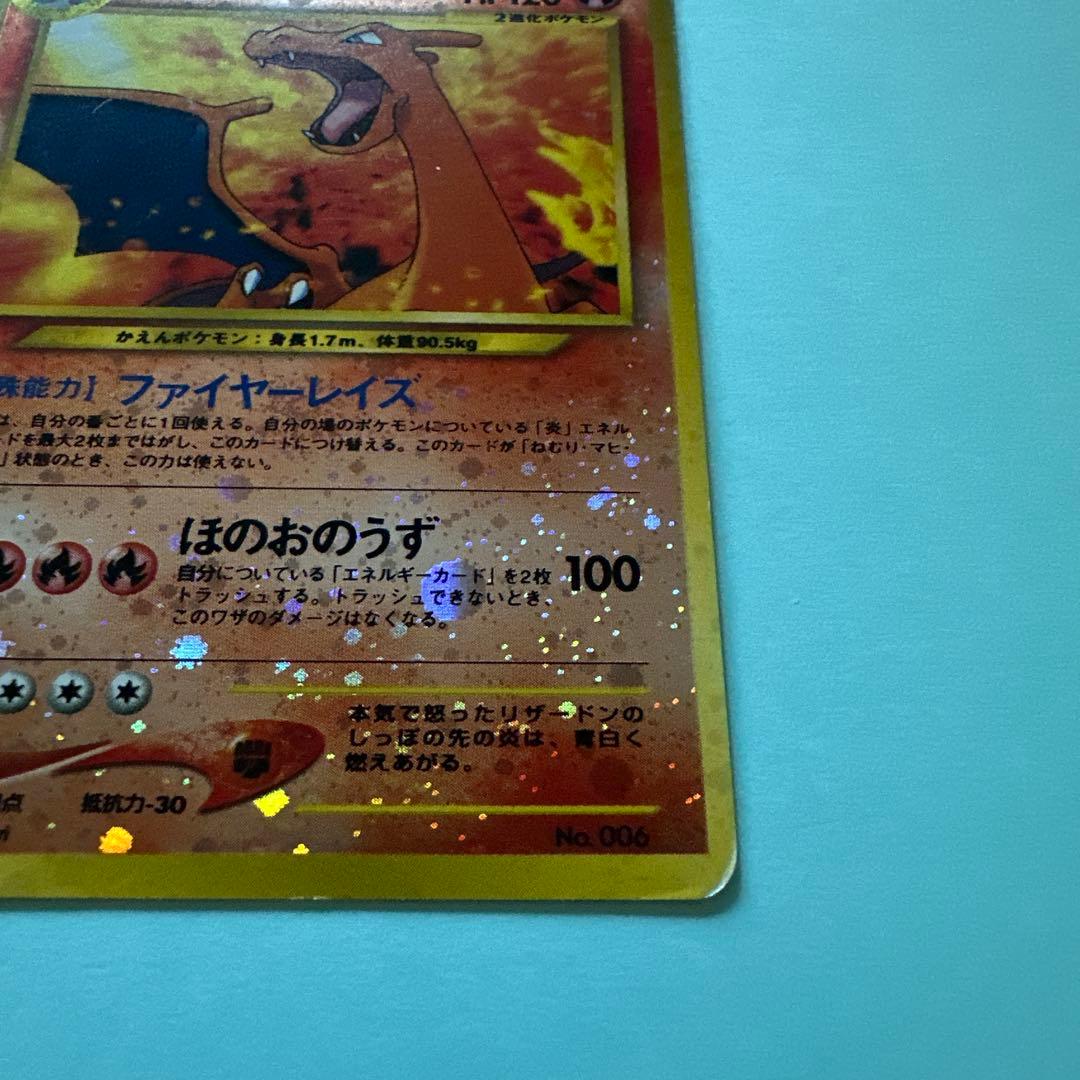 HP 120
2進化ポケモン
かえんポケモン：身長1.7m、体重90.5kg
殊能力】ファイヤーレイズ
は、自分の番ごとに1回使える。自分の場のポケモンについている「炎」エネル
ードを最大2枚まではがし、このカードにつけ替える。このカードが「ねむり・マヒ・
」状態のとき、この力は使えない。
ほのおのうず
自分についている「エネルギーカード」を2枚
トラッシュする。トラッシュできないとき、
このワザのダメージはなくなる。
100
本気で怒ったリザードンの
しっぽの先の炎は、青白く
燃えあがる。
点 抵抗力-30
No. 006